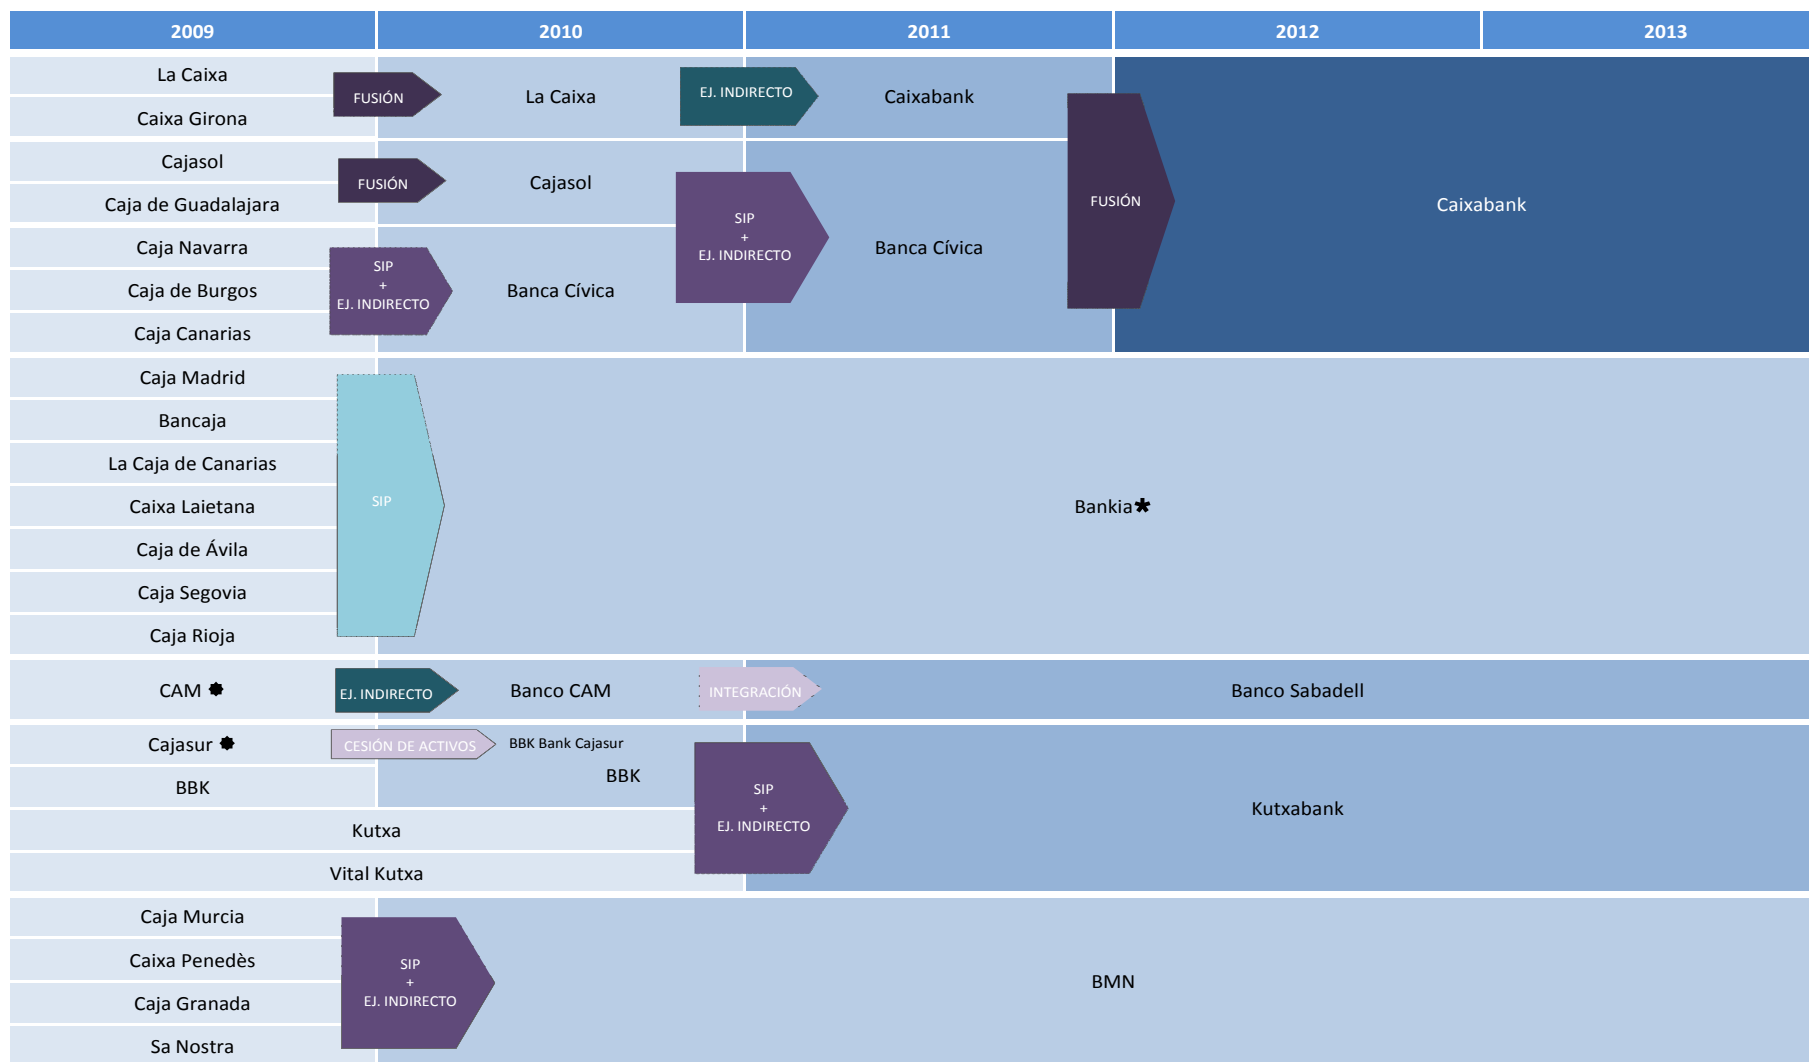 2009 2010 2011 2012 2013
La Caixa
Caixa Girona
FUSIÓN
La Caixa
EJ. INDIRECTO
Caixabank
Cajasol
Caja de Guadalajara
FUSIÓN
Cajasol
Caja Navarra
Caja de Burgos
Caja Canarias
SIP
+
EJ. INDIRECTO
Banca Cívica
SIP
+
EJ. INDIRECTO
Banca Cívica
FUSIÓN
Caixabank
Caja Madrid
Bancaja
La Caja de Canarias
Caixa Laietana
Caja de Ávila
Caja Segovia
Caja Rioja
SIP
Bankia*
CAM
EJ. INDIRECTO
Banco CAM
INTEGRACIÓN
Banco Sabadell
Cajasur
CESIÓN DE ACTIVOS
BBK Bank Cajasur
BBK
BBK
Kutxa
Vital Kutxa
SIP
+
EJ. INDIRECTO
Kutxabank
Caja Murcia
Caixa Penedès
Caja Granada
Sa Nostra
SIP
+
EJ. INDIRECTO
BMN